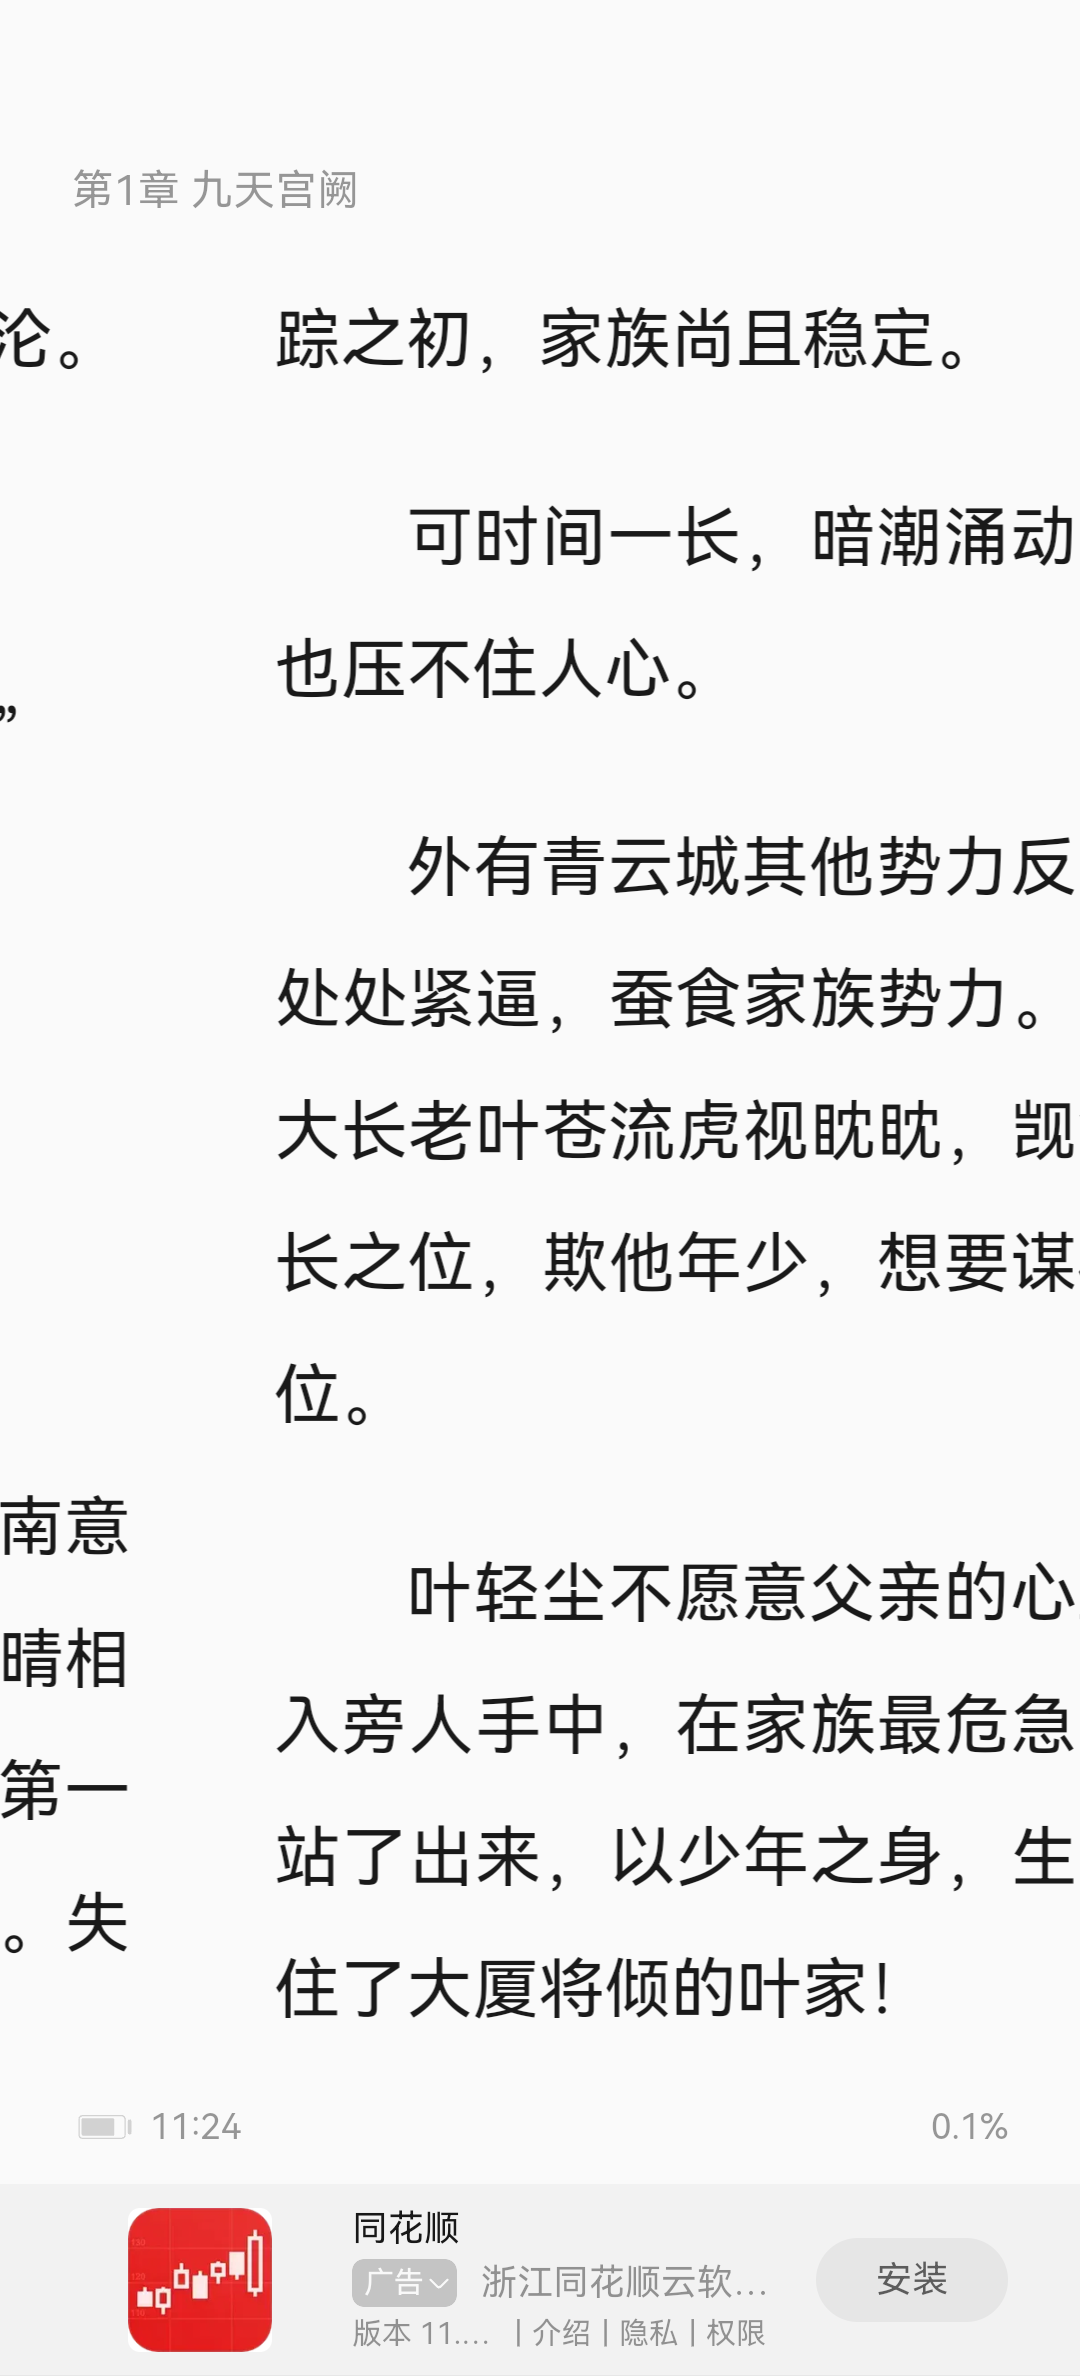 第1章 九天宫阙
沦。
”
南意
晴相
第一
。失
踪之初，家族尚且稳定。
可时间一长，暗潮涌动
也压不住人心。
外有青云城其他势力反
处处紧逼，蚕食家族势力。
大长老叶苍流虎视眈眈，觊
长之位，欺他年少，想要谋
位。
叶轻尘不愿意父亲的心
入旁人手中，在家族最危急
站了出来，以少年之身，生
住了大厦将倾的叶家！
11:24
0.1%
同花顺
广告 浙江同花顺云软...
版本 11.... | 介绍 | 隐私 | 权限
安装